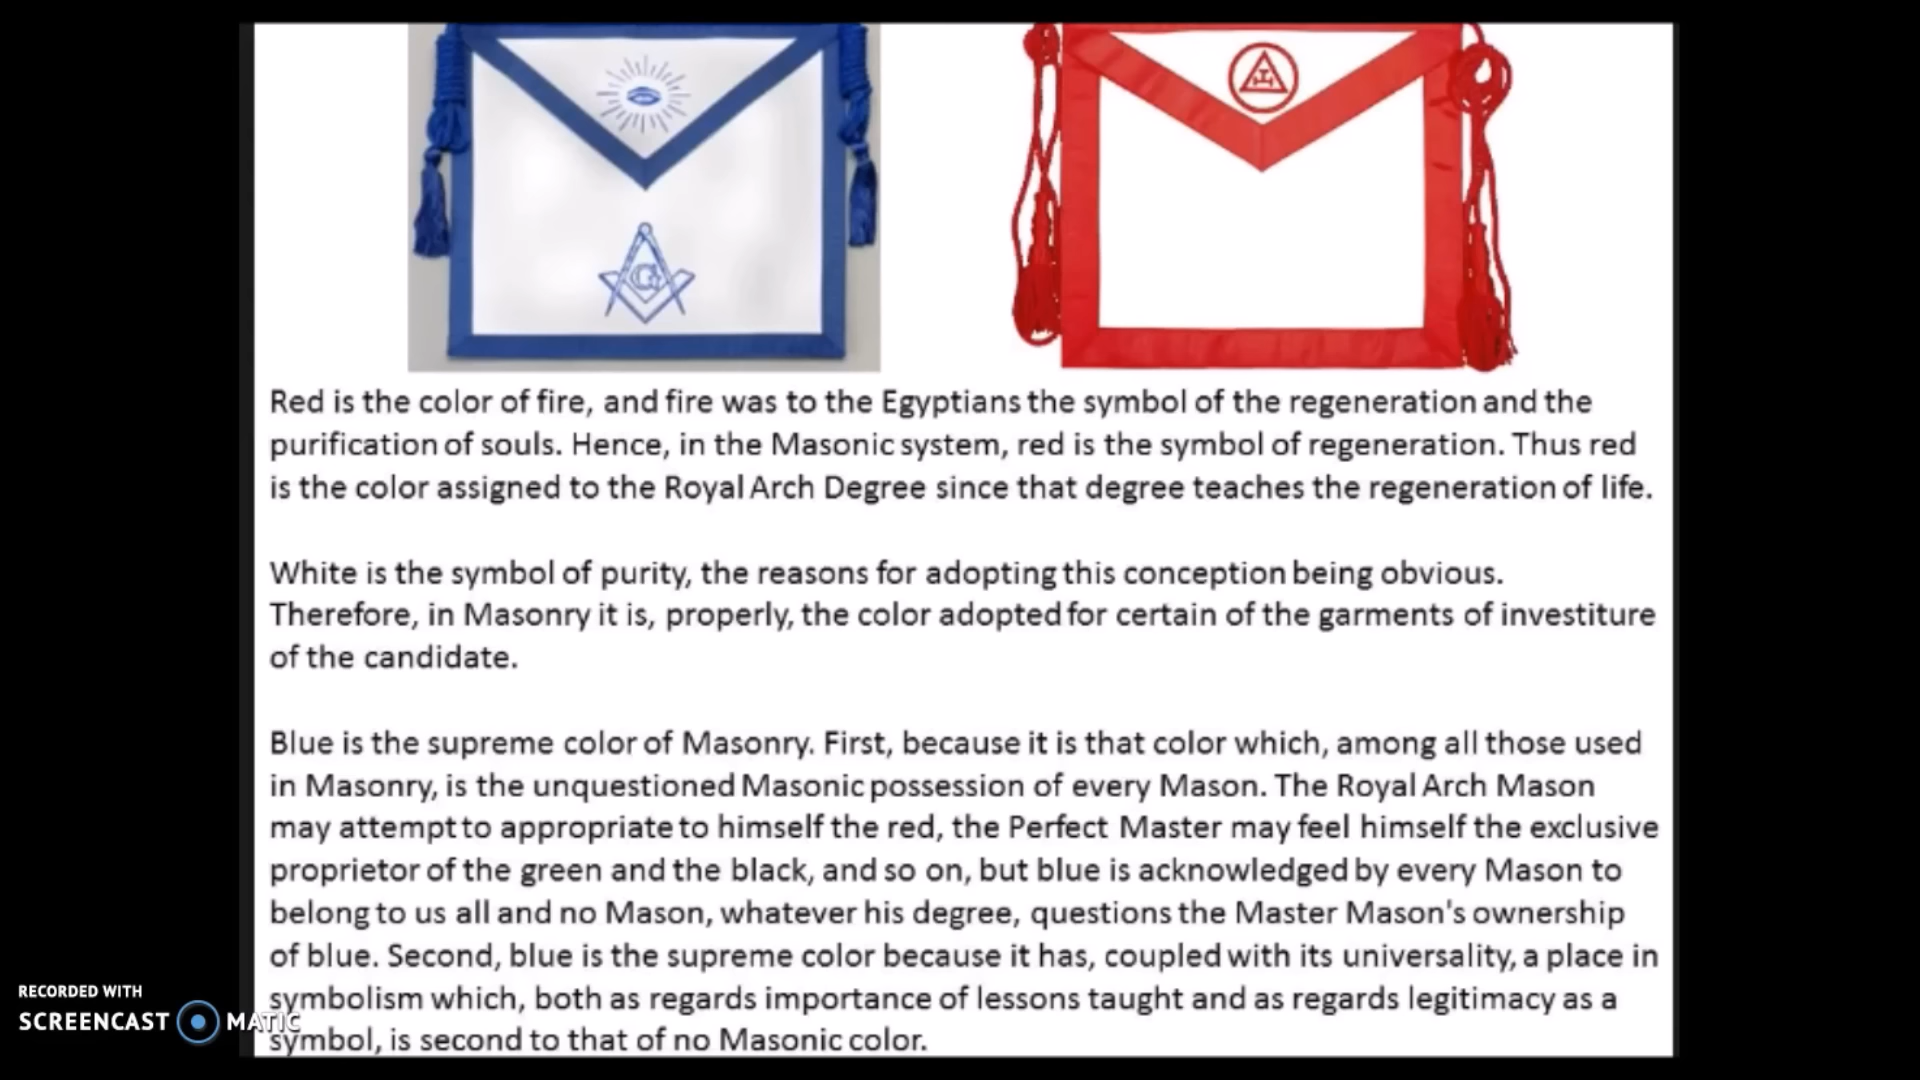 G
Red is the color of fire, and fire was to the Egyptians the symbol of the regeneration and the
purification of souls. Hence, in the Masonic system, red is the symbol of regeneration. Thus red
is the color assigned to the Royal Arch Degree since that degree teaches the regeneration of life.
White is the symbol of purity, the reasons for adopting this conception being obvious.
Therefore, in Masonry it is, properly, the color adopted for certain of the garments of investiture
of the candidate.
Blue is the supreme color of Masonry. First, because it is that color which, among all those used
in Masonry, is the unquestioned Masonic possession of every Mason. The Royal Arch Mason
may attempt to appropriate to himself the red, the Perfect Master may feel himself the exclusive
proprietor of the green and the black, and so on, but blue is acknowledged by every Mason to
belong to us all and no Mason, whatever his degree, questions the Master Mason's ownership
of blue. Second, blue is the supreme color because it has, coupled with its universality, a place in
symbolism which, both as regards importance of lessons taught and as regards legitimacy as a
symbol, is second to that of no Masonic color.
RECORDED WITH
SCREENCAST MATIC